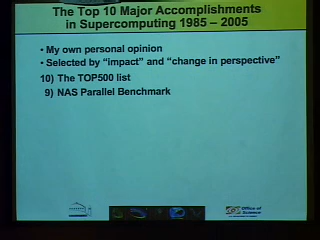 The Top 10 Major Accomplishments
in Supercomputing 1985 – 2005
• My own personal opinion
• Selected by “impact” and “change in perspective”
10) The TOP500 list
9) NAS Parallel Benchmark
Office of
Science